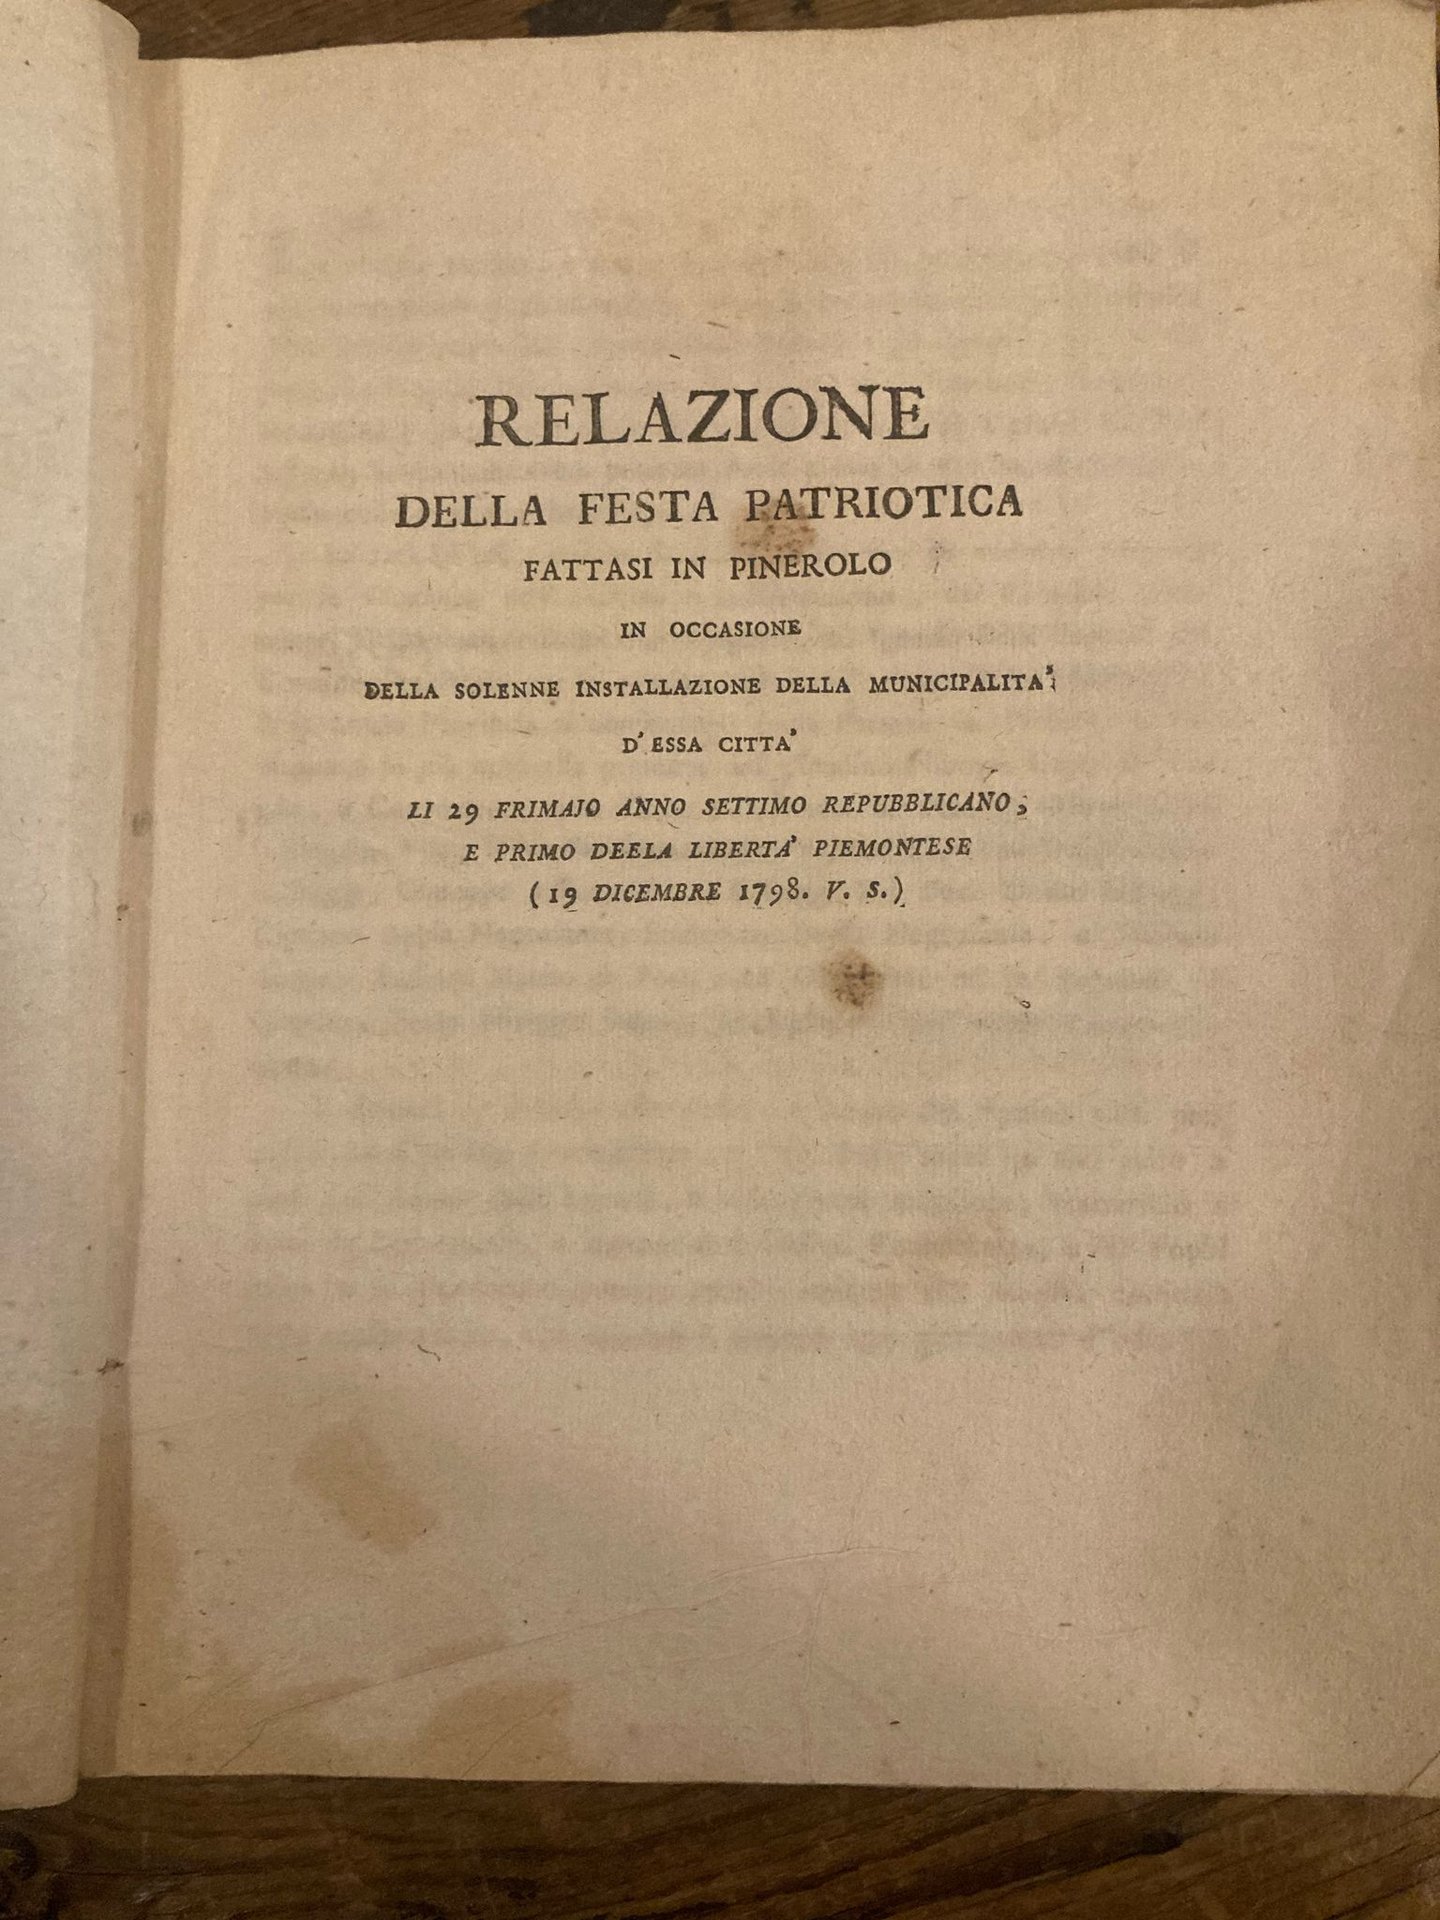 RELAZIONE
DELLA FESTA PATRIOTICA
FATTASI IN PINEROLO
IN OCCASIONE
DELLA SOLENNE INSTALLAZIONE DELLA MUNICIPALITA'
D' ESSA CITTA'
LI 29 FRIMAJO ANNO SETTIMO REPUBBLICANO,
E PRIMO DEELA LIBERTA' PIEMONTESE
( 19 DICEMBRE 1798. V. S. )